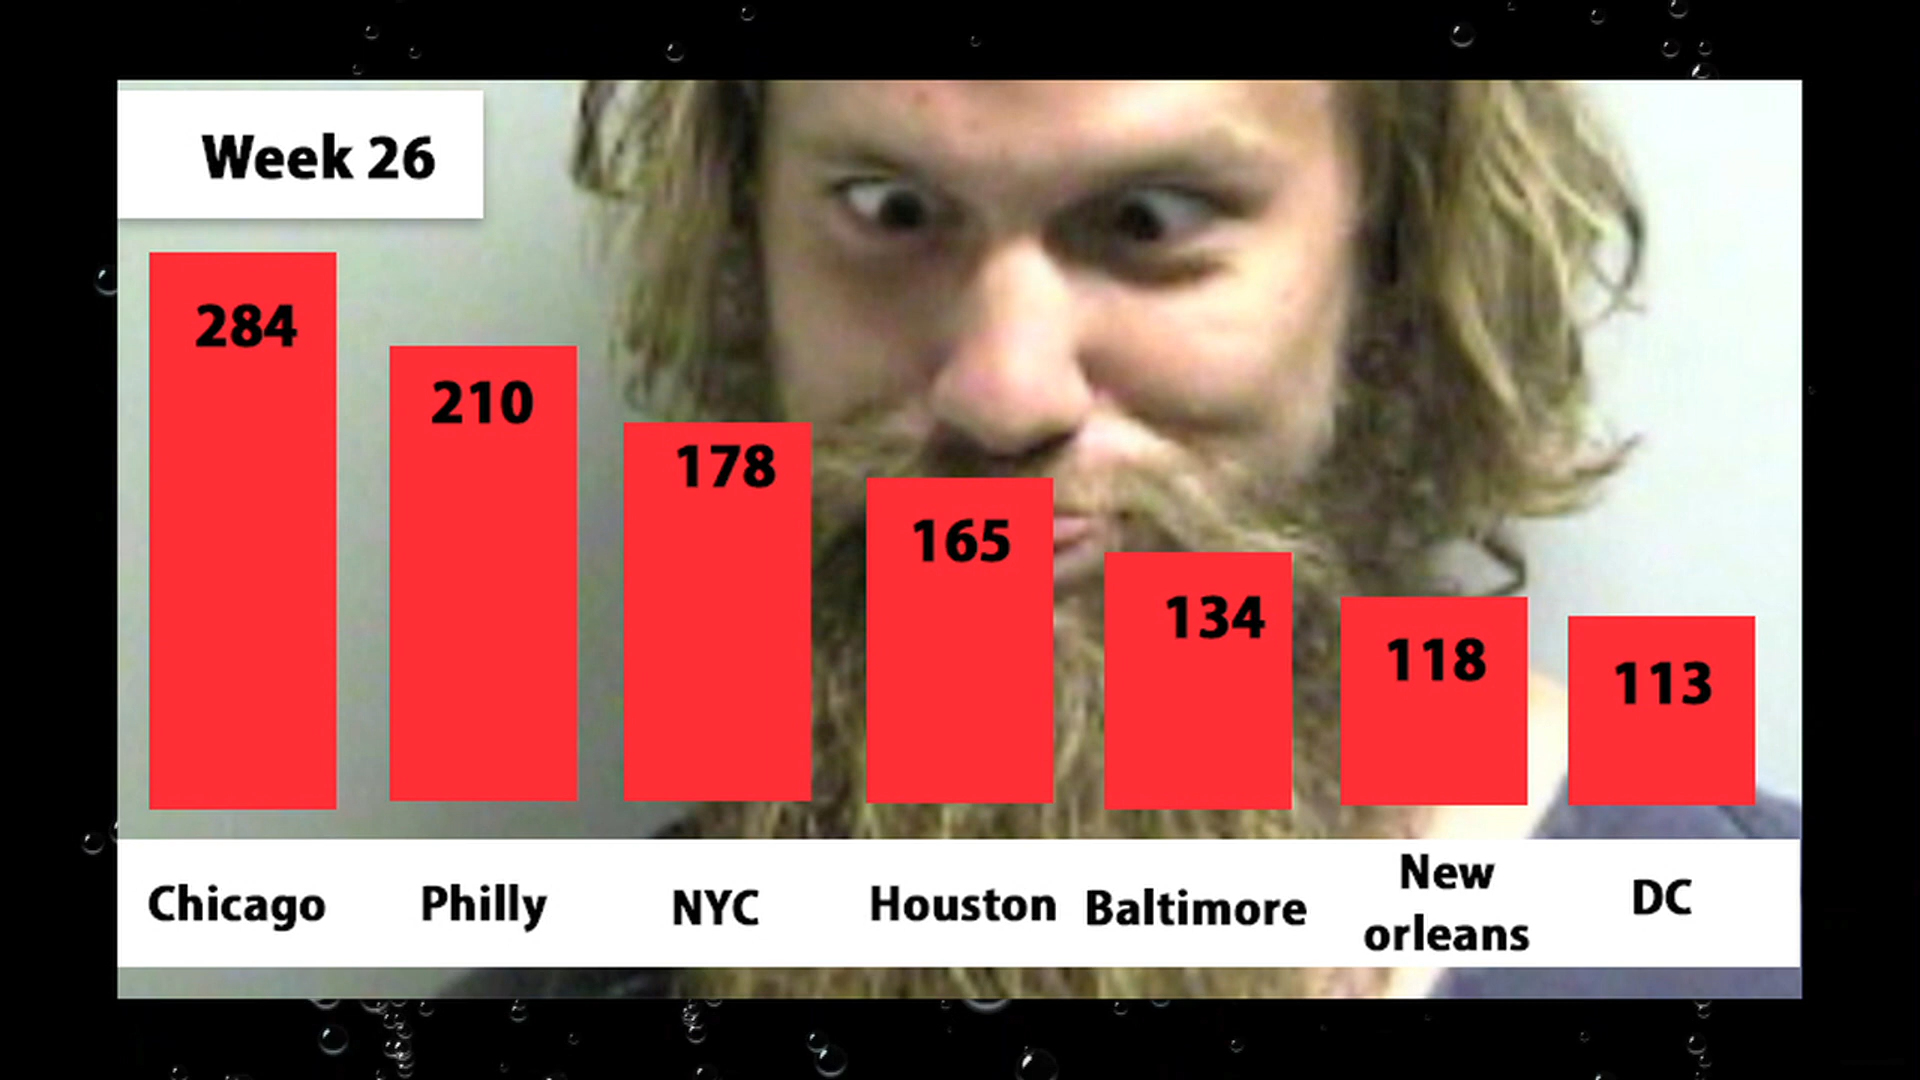 Week 26
284
210
178
165
134
118
113
Chicago
Philly
NYC
Houston
Baltimore
New
orleans
DC